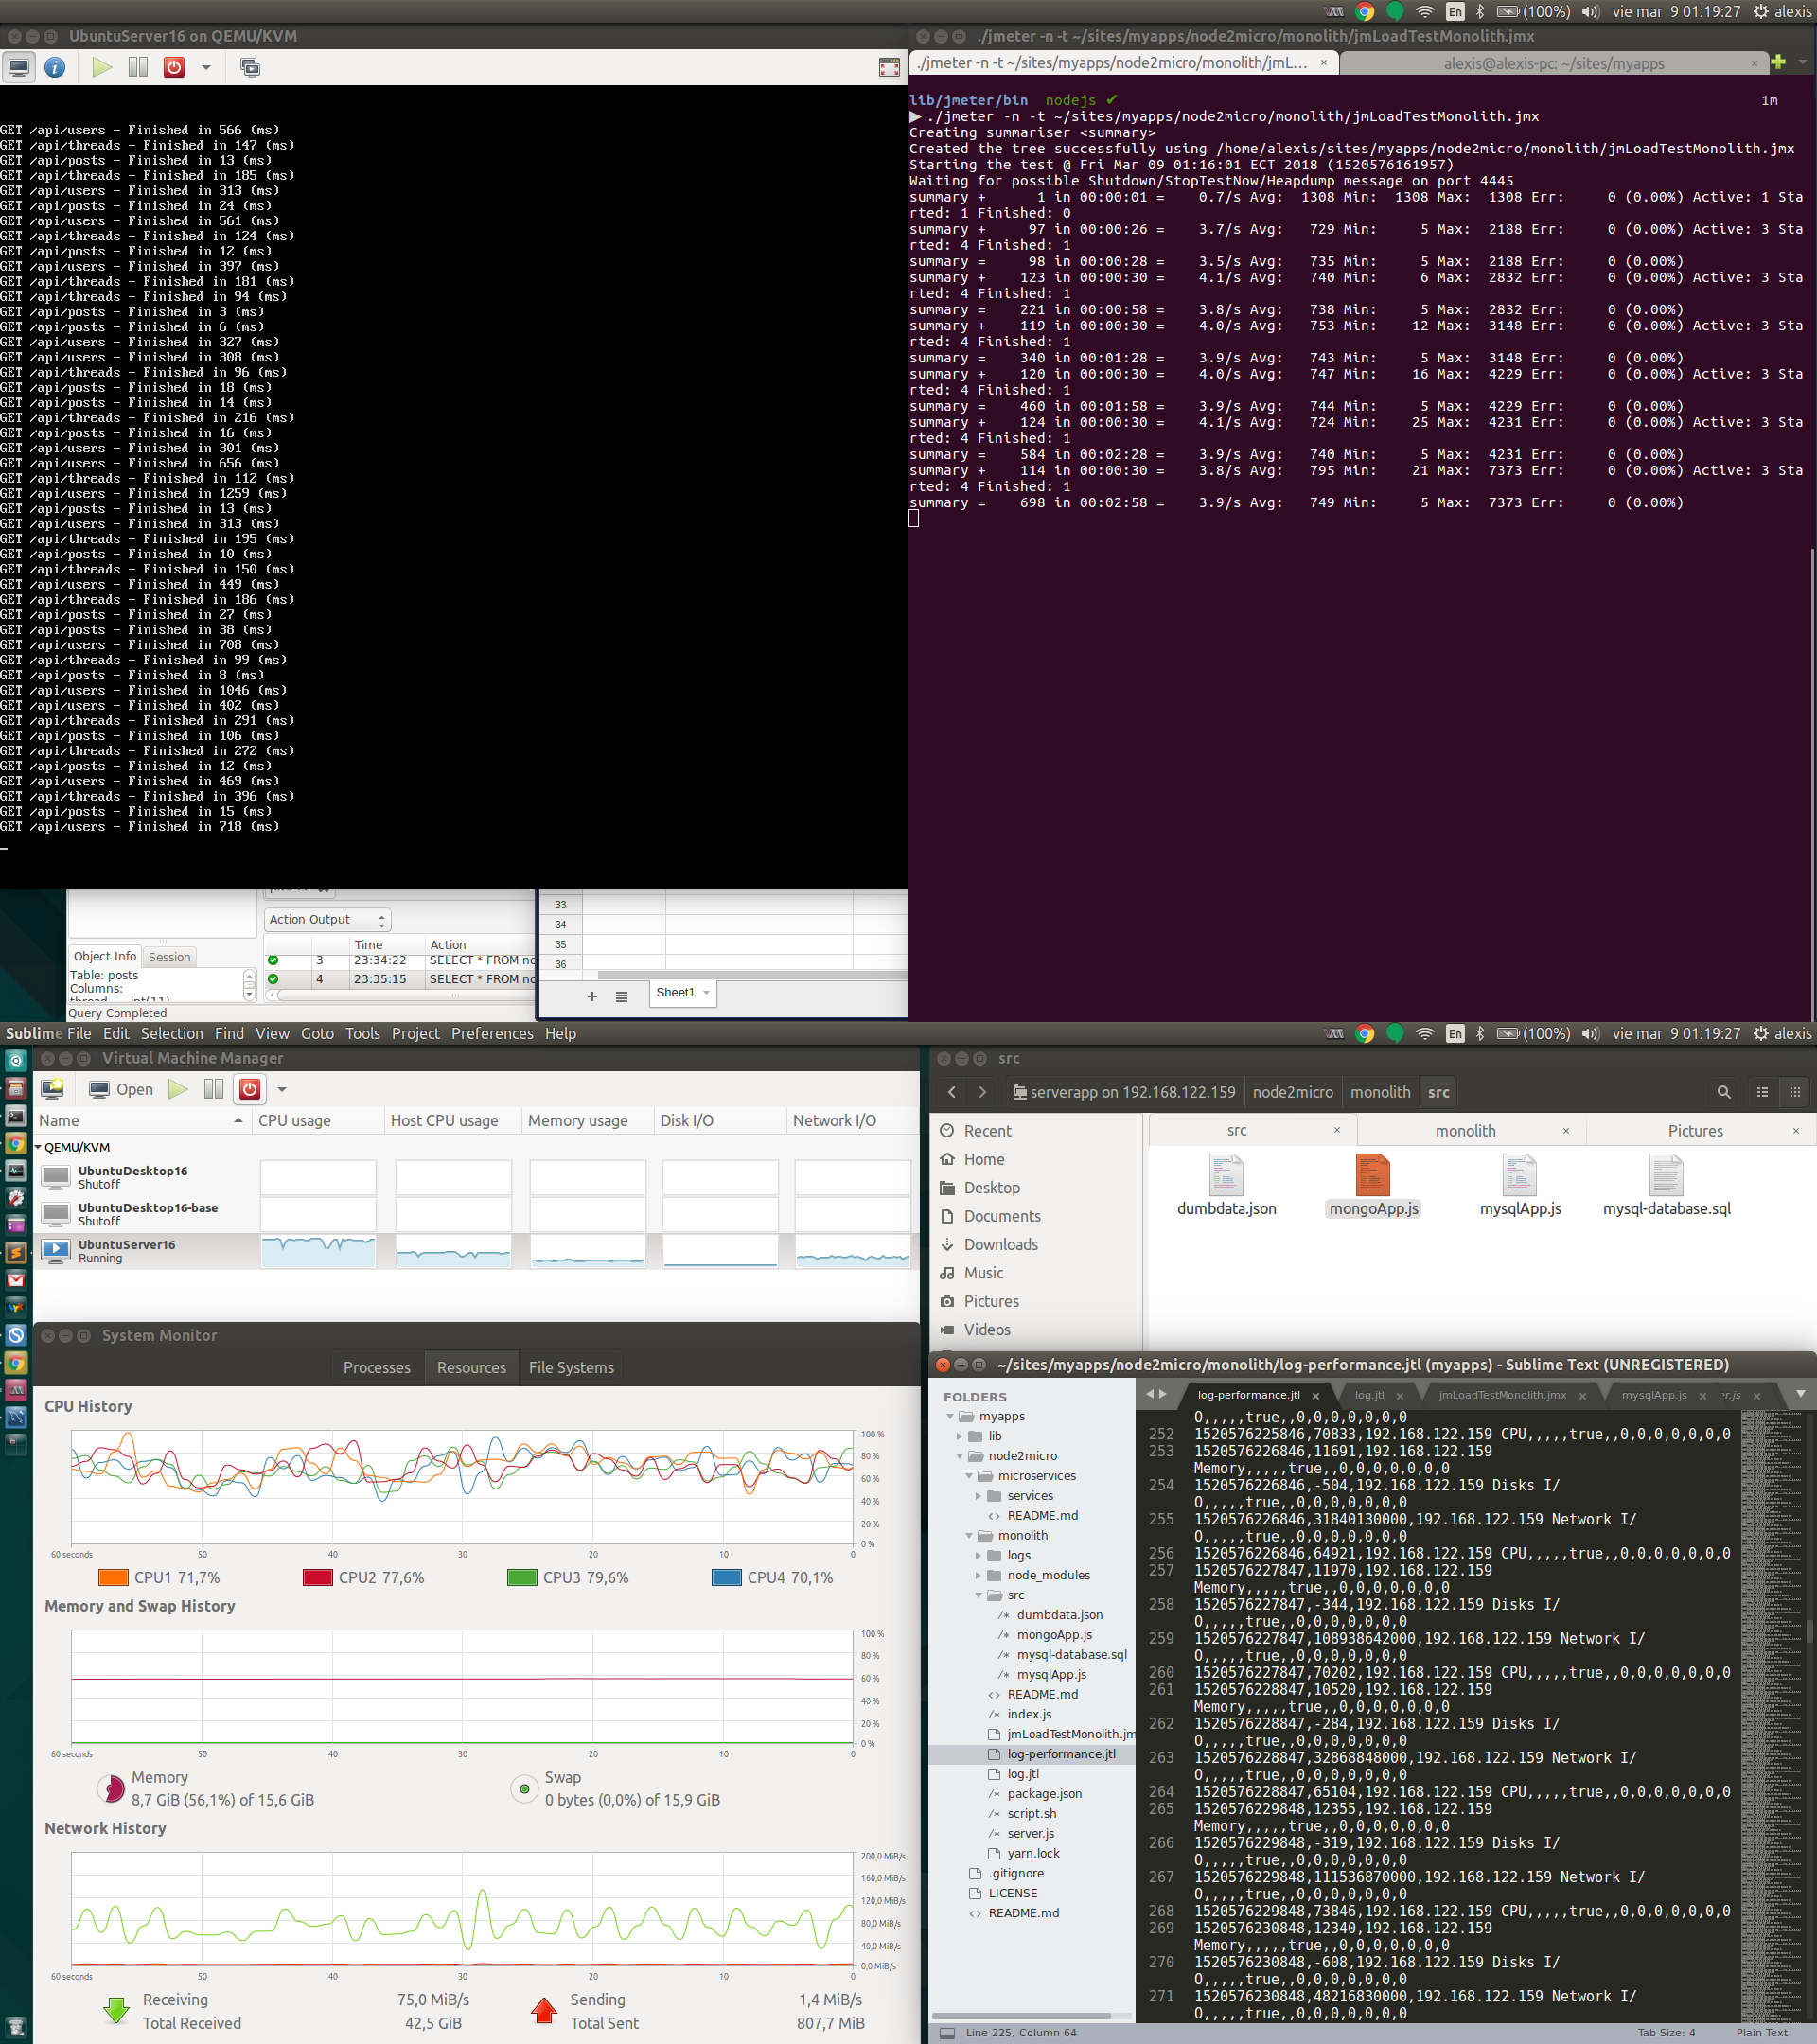 En (100%) vie mar 9 01:19:27 alexis
UbuntuServer16 on QEMU/KVM
GET /api/users - Finished in 566 (ms)
GET /api/threads - Finished in 147 (ms)
GET /api/posts - Finished in 13 (ms)
GET /api/threads - Finished in 185 (ms)
GET /api/users - Finished in 313 (ms)
GET /api/posts - Finished in 24 (ms)
GET /api/users - Finished in 561 (ms)
GET /api/threads - Finished in 124 (ms)
GET /api/posts - Finished in 12 (ms)
GET /api/users - Finished in 397 (ms)
GET /api/threads - Finished in 181 (ms)
GET /api/threads - Finished in 94 (ms)
GET /api/posts - Finished in 3 (ms)
GET /api/posts - Finished in 6 (ms)
GET /api/users - Finished in 327 (ms)
GET /api/users - Finished in 308 (ms)
GET /api/threads - Finished in 96 (ms)
GET /api/posts - Finished in 18 (ms)
GET /api/posts - Finished in 14 (ms)
GET /api/threads - Finished in 216 (ms)
GET /api/posts - Finished in 16 (ms)
GET /api/users - Finished in 301 (ms)
GET /api/users - Finished in 656 (ms)
GET /api/threads - Finished in 112 (ms)
GET /api/users - Finished in 1259 (ms)
GET /api/posts - Finished in 13 (ms)
GET /api/users - Finished in 313 (ms)
GET /api/threads - Finished in 195 (ms)
GET /api/posts - Finished in 10 (ms)
GET /api/threads - Finished in 150 (ms)
GET /api/users - Finished in 449 (ms)
GET /api/threads - Finished in 186 (ms)
GET /api/posts - Finished in 27 (ms)
GET /api/posts - Finished in 38 (ms)
GET /api/users - Finished in 708 (ms)
GET /api/threads - Finished in 99 (ms)
GET /api/posts - Finished in 8 (ms)
GET /api/users - Finished in 1046 (ms)
GET /api/users - Finished in 402 (ms)
GET /api/threads - Finished in 291 (ms)
GET /api/posts - Finished in 106 (ms)
GET /api/threads - Finished in 272 (ms)
GET /api/posts - Finished in 12 (ms)
GET /api/users - Finished in 469 (ms)
GET /api/threads - Finished in 396 (ms)
GET /api/posts - Finished in 15 (ms)
GET /api/users - Finished in 718 (ms)
./jmeter -n -t ~/sites/myapps/node2micro/monolith/jmLoadTestMonolith.jmx
./jmeter -n -t ~/sites/myapps/node2micro/monolith/jmL... × alexis@alexis-pc: ~/sites/myapps ×
lib/jmeter/bin nodejs ✔ 1m
▶ ./jmeter -n -t ~/sites/myapps/node2micro/monolith/jmLoadTestMonolith.jmx
Creating summariser <summary>
Created the tree successfully using /home/alexis/sites/myapps/node2micro/monolith/jmLoadTestMonolith.jmx
Starting the test @ Fri Mar 09 01:16:01 ECT 2018 (1520576161957)
Waiting for possible Shutdown/StopTestNow/Heapdump message on port 4445
summary + 1 in 00:00:01 = 0.7/s Avg: 1308 Min: 1308 Max: 1308 Err: 0 (0.00%) Active: 1 Sta
rted: 1 Finished: 0
summary + 97 in 00:00:26 = 3.7/s Avg: 729 Min: 5 Max: 2188 Err: 0 (0.00%) Active: 3 Sta
rted: 4 Finished: 1
summary = 98 in 00:00:28 = 3.5/s Avg: 735 Min: 5 Max: 2188 Err: 0 (0.00%)
summary + 123 in 00:00:30 = 4.1/s Avg: 740 Min: 6 Max: 2832 Err: 0 (0.00%) Active: 3 Sta
rted: 4 Finished: 1
summary = 221 in 00:00:58 = 3.8/s Avg: 738 Min: 5 Max: 2832 Err: 0 (0.00%)
summary + 119 in 00:00:30 = 4.0/s Avg: 753 Min: 12 Max: 3148 Err: 0 (0.00%) Active: 3 Sta
rted: 4 Finished: 1
summary = 340 in 00:01:28 = 3.9/s Avg: 743 Min: 5 Max: 3148 Err: 0 (0.00%)
summary + 120 in 00:00:30 = 4.0/s Avg: 747 Min: 16 Max: 4229 Err: 0 (0.00%) Active: 3 Sta
rted: 4 Finished: 1
summary = 460 in 00:01:58 = 3.9/s Avg: 744 Min: 5 Max: 4229 Err: 0 (0.00%)
summary + 124 in 00:00:30 = 4.1/s Avg: 724 Min: 25 Max: 4231 Err: 0 (0.00%) Active: 3 Sta
rted: 4 Finished: 1
summary = 584 in 00:02:28 = 3.9/s Avg: 740 Min: 5 Max: 4231 Err: 0 (0.00%)
summary + 114 in 00:00:30 = 3.8/s Avg: 795 Min: 21 Max: 7373 Err: 0 (0.00%) Active: 3 Sta
rted: 4 Finished: 1
summary = 698 in 00:02:58 = 3.9/s Avg: 749 Min: 5 Max: 7373 Err: 0 (0.00%)
Action Output
Time Action
3 23:34:22 SELECT * FROM no
4 23:35:15 SELECT * FROM no
Object Info Session
Table: posts
Columns:
Query Completed
33
34
35
36
Sheet1
Sublime File Edit Selection Find View Goto Tools Project Preferences Help
En (100%) vie mar 9 01:19:27 alexis
Virtual Machine Manager
Open
Name CPU usage Host CPU usage Memory usage Disk I/O Network I/O
QEMU/KVM
UbuntuDesktop16
Shutoff
UbuntuDesktop16-base
Shutoff
UbuntuServer16
Running
System Monitor
Processes Resources File Systems
CPU History
100 %
80 %
60 %
40 %
20 %
0 %
60 seconds 50 40 30 20 10 0
CPU1 71,7% CPU2 77,6% CPU3 79,6% CPU4 70,1%
Memory and Swap History
100 %
80 %
60 %
40 %
20 %
0 %
60 seconds 50 40 30 20 10 0
Memory
8,7 GiB (56,1%) of 15,6 GiB
Swap
0 bytes (0,0%) of 15,9 GiB
Network History
200,0 MiB/s
160,0 MiB/s
120,0 MiB/s
80,0 MiB/s
40,0 MiB/s
0,0 MiB/s
60 seconds 50 40 30 20 10 0
Receiving 75,0 MiB/s
Total Received 42,5 GiB
Sending 1,4 MiB/s
Total Sent 807,7 MiB
src
serverapp on 192.168.122.159 node2micro monolith src
Recent
Home
Desktop
Documents
Downloads
Music
Pictures
Videos
src × monolith × Pictures ×
dumbdata.json mongoApp.js mysqlApp.js mysql-database.sql
~/sites/myapps/node2micro/monolith/log-performance.jtl (myapps) - Sublime Text (UNREGISTERED)
FOLDERS
myapps
lib
node2micro
microservices
services
<> README.md
monolith
logs
node_modules
src
/* dumbdata.json
/* mongoApp.js
/* mysql-database.sql
/* mysqlApp.js
<> README.md
/* index.js
jmLoadTestMonolith.jm
log-performance.jtl
log.jtl
/* package.json
/* script.sh
/* server.js
yarn.lock
.gitignore
LICENSE
<> README.md
log-performance.jtl × log.jtl × jmLoadTestMonolith.jmx × mysqlApp.js × r.js ×
O,,,,,true,,0,0,0,0,0,0,0
252 1520576225846,70833,192.168.122.159 CPU,,,,,true,,0,0,0,0,0,0,0
253 1520576226846,11691,192.168.122.159
Memory,,,,,true,,0,0,0,0,0,0,0
254 1520576226846,-504,192.168.122.159 Disks I/
O,,,,,true,,0,0,0,0,0,0,0
255 1520576226846,31840130000,192.168.122.159 Network I/
O,,,,,true,,0,0,0,0,0,0,0
256 1520576226846,64921,192.168.122.159 CPU,,,,,true,,0,0,0,0,0,0,0
257 1520576227847,11970,192.168.122.159
Memory,,,,,true,,0,0,0,0,0,0,0
258 1520576227847,-344,192.168.122.159 Disks I/
O,,,,,true,,0,0,0,0,0,0,0
259 1520576227847,108938642000,192.168.122.159 Network I/
O,,,,,true,,0,0,0,0,0,0,0
260 1520576227847,70202,192.168.122.159 CPU,,,,,true,,0,0,0,0,0,0,0
261 1520576228847,10520,192.168.122.159
Memory,,,,,true,,0,0,0,0,0,0,0
262 1520576228847,-284,192.168.122.159 Disks I/
O,,,,,true,,0,0,0,0,0,0,0
263 1520576228847,32868848000,192.168.122.159 Network I/
O,,,,,true,,0,0,0,0,0,0,0
264 1520576228847,65104,192.168.122.159 CPU,,,,,true,,0,0,0,0,0,0,0
265 1520576229848,12355,192.168.122.159
Memory,,,,,true,,0,0,0,0,0,0,0
266 1520576229848,-319,192.168.122.159 Disks I/
O,,,,,true,,0,0,0,0,0,0,0
267 1520576229848,111536870000,192.168.122.159 Network I/
O,,,,,true,,0,0,0,0,0,0,0
268 1520576229848,73846,192.168.122.159 CPU,,,,,true,,0,0,0,0,0,0,0
269 1520576230848,12340,192.168.122.159
Memory,,,,,true,,0,0,0,0,0,0,0
270 1520576230848,-608,192.168.122.159 Disks I/
O,,,,,true,,0,0,0,0,0,0,0
271 1520576230848,48216830000,192.168.122.159 Network I/
O,,,,,true,,0,0,0,0,0,0,0
Line 225, Column 64 Tab Size: 4 Plain Text